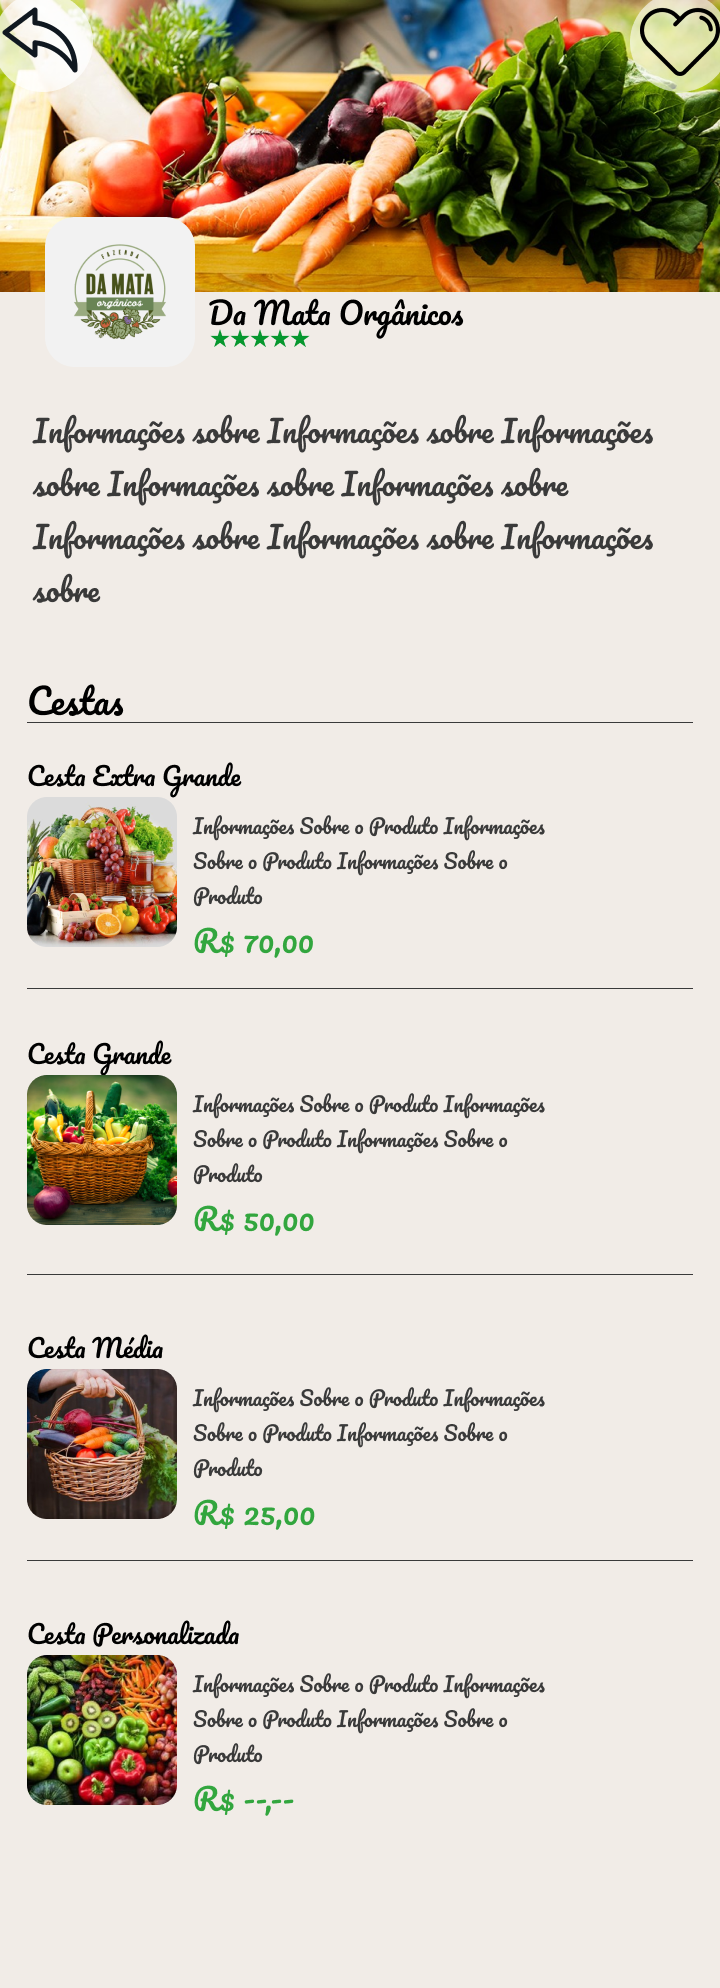 FAZENDA
DA MATA
orgânicos
Da Mata Orgânicos
Informações sobre Informações sobre Informações
sobre Informações sobre Informações sobre
Informações sobre Informações sobre Informações
sobre
Cestas
Cesta Extra Grande
Informações Sobre o Produto Informações
Sobre o Produto Informações Sobre o
Produto
R$ 70,00
Cesta Grande
Informações Sobre o Produto Informações
Sobre o Produto Informações Sobre o
Produto
R$ 50,00
Cesta Média
Informações Sobre o Produto Informações
Sobre o Produto Informações Sobre o
Produto
R$ 25,00
Cesta Personalizada
Informações Sobre o Produto Informações
Sobre o Produto Informações Sobre o
Produto
R$ --,--